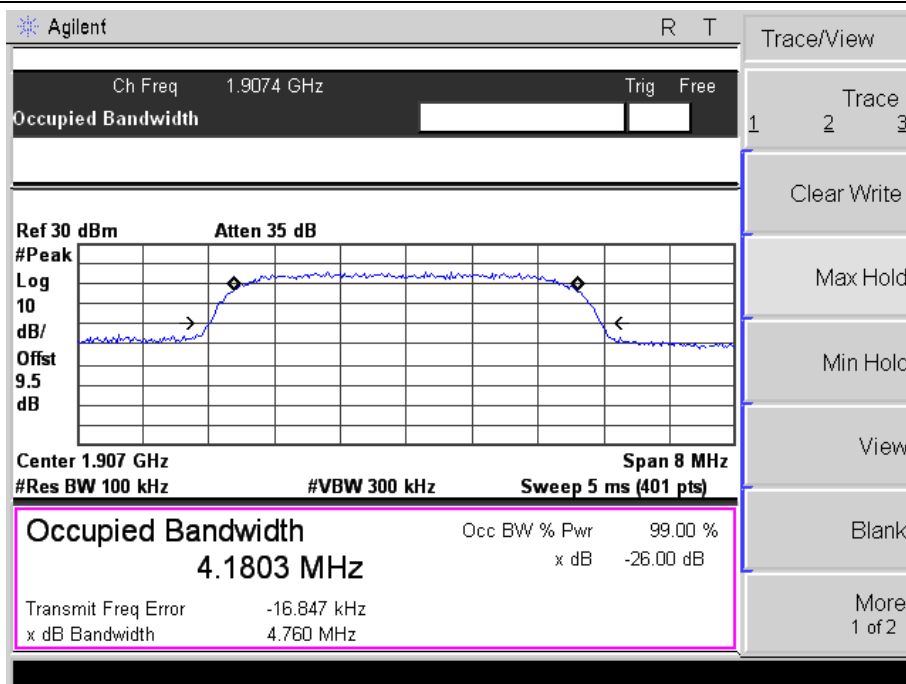 Agilent R T
Trace/View
Ch Freq 1.9074 GHz Trig Free
Occupied Bandwidth
Trace
1 2 3
Clear Write
Max Hold
Min Hold
View
Blank
More
1 of 2
Ref 30 dBm Atten 35 dB
#Peak
Log
10
dB/
Offst
9.5
dB
Center 1.907 GHz Span 8 MHz
#Res BW 100 kHz #VBW 300 kHz Sweep 5 ms (401 pts)
Occupied Bandwidth
4.1803 MHz
Occ BW % Pwr 99.00 %
x dB -26.00 dB
Transmit Freq Error -16.847 kHz
x dB Bandwidth 4.760 MHz